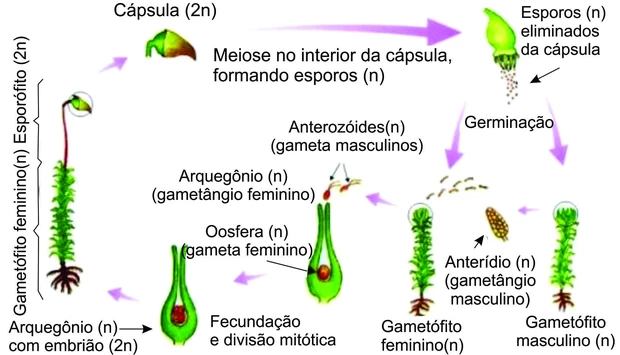 Cápsula (2n)
Esporos (n)
eliminados
da cápsula
Meiose no interior da cápsula,
formando esporos (n)
Germinação
Gametófito feminino(n) Esporófito (2n)
Anterozóides(n)
(gameta masculinos)
Arquegônio (n)
(gametângio feminino)
Oosfera (n)
(gameta feminino)
Anterídio (n)
(gametângio
masculino)
Arquegônio (n)
com embrião (2n)
Fecundação
e divisão mitótica
Gametófito
feminino(n)
Gametófito
masculino (n)